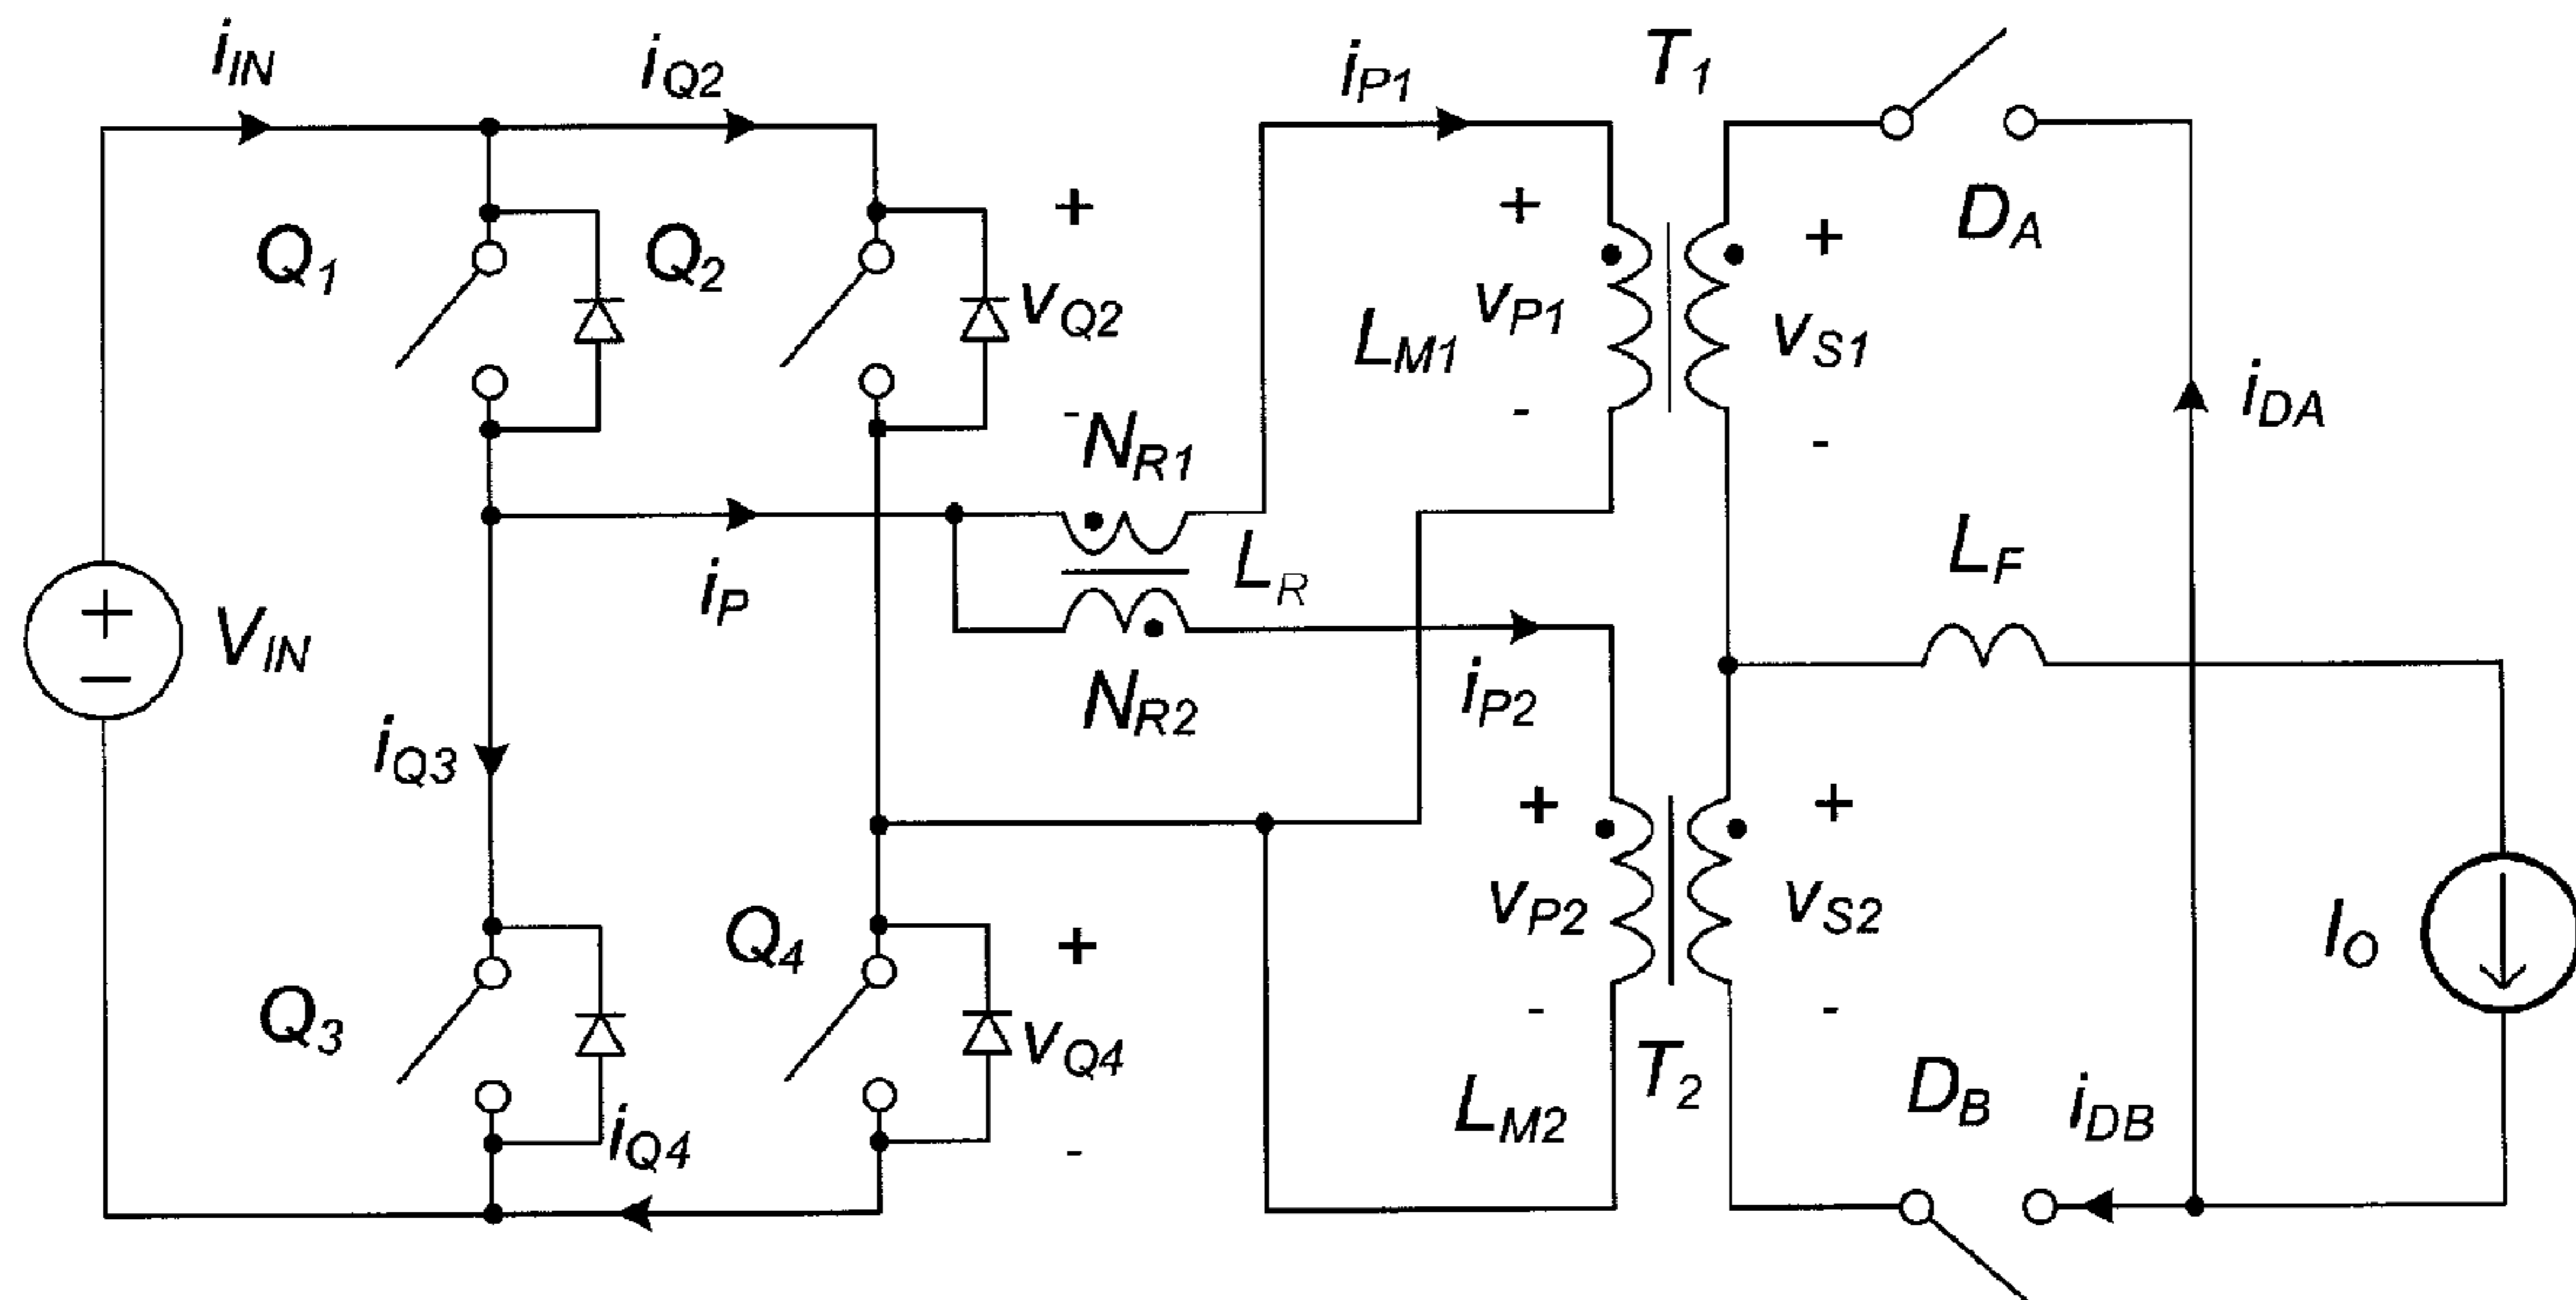 iIN
iQ2
iP1
T1
Q1
Q2
+
vQ2
-
+
vP1
-
LM1
+
vS1
-
DA
iDA
NR1
LR
NR2
iP
iP2
LF
+
-
VIN
iQ3
Q3
iQ4
Q4
+
vQ4
-
+
vP2
-
T2
LM2
+
vS2
-
DB
iDB
IO